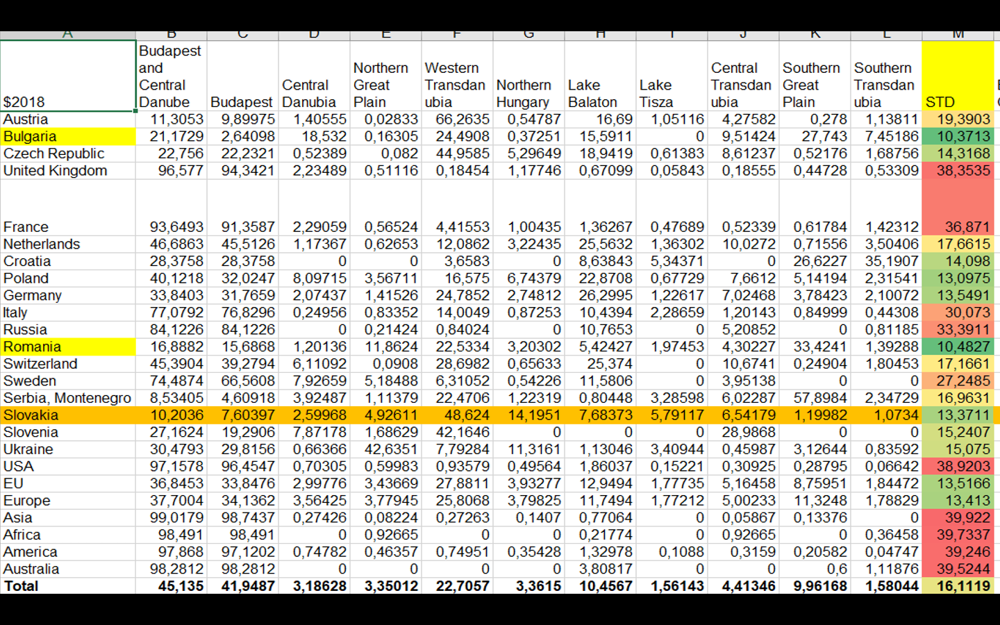 A B C D E F G H I J K L M
$2018 Budapest and Central Danube Budapest Central Danubia Northern Great Plain Western Transdanubia Northern Hungary Lake Balaton Lake Tisza Central Transdanubia Southern Great Plain Southern Transdanubia STD
Austria 11,3053 9,89975 1,40555 0,02833 66,2635 0,54787 16,69 1,05116 4,27582 0,278 1,13811 19,3903
Bulgaria 21,1729 2,64098 18,532 0,16305 24,4908 0,37251 15,5911 0 9,51424 27,743 7,45186 10,3713
Czech Republic 22,756 22,2321 0,52389 0,082 44,9585 5,29649 18,9419 0,61383 8,61237 0,52176 1,68756 14,3168
United Kingdom 96,577 94,3421 2,23489 0,51116 0,18454 1,17746 0,67099 0,05843 0,18555 0,44728 0,53309 38,3535
France 93,6493 91,3587 2,29059 0,56524 4,41553 1,00435 1,36267 0,47689 0,52339 0,61784 1,42312 36,871
Netherlands 46,6863 45,5126 1,17367 0,62653 12,0862 3,22435 25,5632 1,36302 10,0272 0,71556 3,50406 17,6615
Croatia 28,3758 28,3758 0 0 3,6583 0 8,63843 5,34371 0 26,6227 35,1907 14,098
Poland 40,1218 32,0247 8,09715 3,56711 16,575 6,74379 22,8708 0,67729 7,6612 5,14194 2,31541 13,0975
Germany 33,8403 31,7659 2,07437 1,41526 24,7852 2,74812 26,2995 1,22617 7,02468 3,78423 2,10072 13,5491
Italy 77,0792 76,8296 0,24956 0,83352 14,0049 0,87253 10,4394 2,28659 1,20143 0,84999 0,44308 30,073
Russia 84,1226 84,1226 0 0,21424 0,84024 0 10,7653 0 5,20852 0 0,81185 33,3911
Romania 16,8882 15,6868 1,20136 11,8624 22,5334 3,20302 5,42427 1,97453 4,30227 33,4241 1,39288 10,4827
Switzerland 45,3904 39,2794 6,11092 0,0908 28,6982 0,65633 25,374 0 10,6741 0,24904 1,80453 17,1661
Sweden 74,4874 66,5608 7,92659 5,18488 6,31052 0,54226 11,5806 0 3,95138 0 0 27,2485
Serbia, Montenegro 8,53405 4,60918 3,92487 1,11379 22,4706 1,22319 0,80448 3,28598 6,02287 57,8984 2,34729 16,9631
Slovakia 10,2036 7,60397 2,59968 4,92611 48,624 14,1951 7,68373 5,79117 6,54179 1,19982 1,0734 13,3711
Slovenia 27,1624 19,2906 7,87178 1,68629 42,1646 0 0 0 28,9868 0 0 15,2407
Ukraine 30,4793 29,8156 0,66366 42,6351 7,79284 11,3161 1,13046 3,40944 0,45987 3,12644 0,83592 15,075
USA 97,1578 96,4547 0,70305 0,59983 0,93579 0,49564 1,86037 0,15221 0,30925 0,28795 0,06642 38,9203
EU 36,8453 33,8476 2,99776 3,43669 27,8811 3,93277 12,9494 1,77735 5,16458 8,75951 1,84472 13,5166
Europe 37,7004 34,1362 3,56425 3,77945 25,8068 3,79825 11,7494 1,77212 5,00233 11,3248 1,78829 13,413
Asia 99,0179 98,7437 0,27426 0,08224 0,27263 0,1407 0,77064 0 0,05867 0,13376 0 39,922
Africa 98,491 98,491 0 0,92665 0 0 0,21774 0 0,92665 0 0,36458 39,7337
America 97,868 97,1202 0,74782 0,46357 0,74951 0,35428 1,32978 0,1088 0,3159 0,20582 0,04747 39,246
Australia 98,2812 98,2812 0 0 0 0 3,80817 0 0 0,6 1,11876 39,5244
Total 45,135 41,9487 3,18628 3,35012 22,7057 3,3615 10,4567 1,56143 4,41346 9,96168 1,58044 16,1119